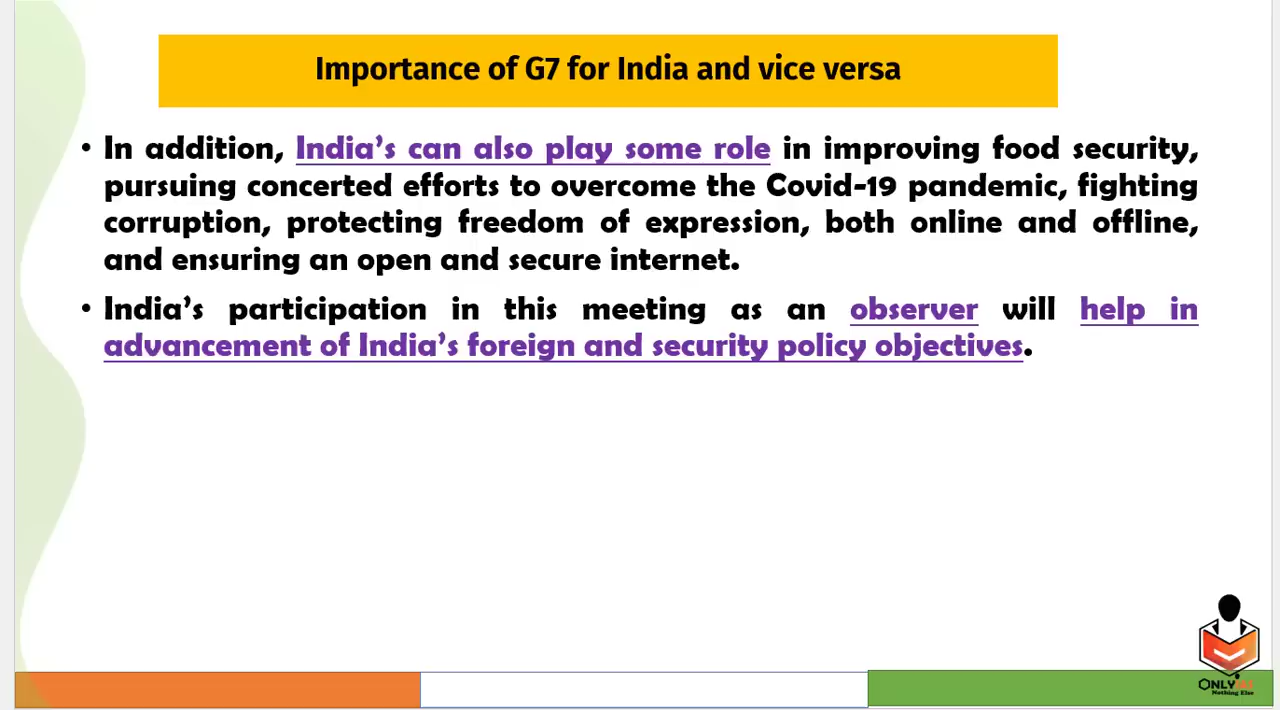 Importance of G7 for India and vice versa
• In addition, India’s can also play some role in improving food security,
pursuing concerted efforts to overcome the Covid-19 pandemic, fighting
corruption, protecting freedom of expression, both online and offline,
and ensuring an open and secure internet.
• India’s participation in this meeting as an observer will help in
advancement of India’s foreign and security policy objectives.
ONLY IAS
Nothing Else